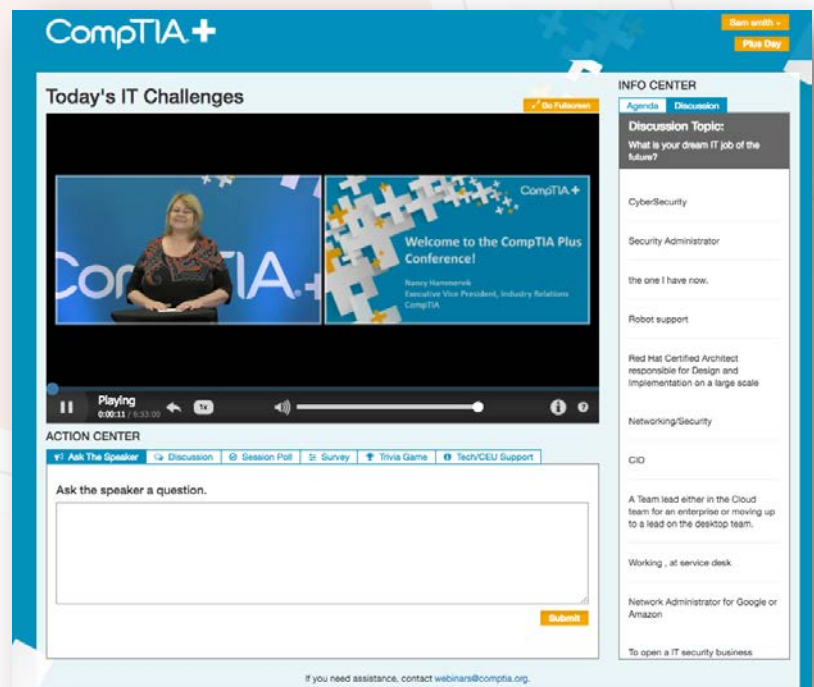 CompTIA+
Sam smith
Plus Day
Today's IT Challenges
Go Fullscreen
CompTIA+
CompTIA+
Welcome to the CompTIA Plus
Conference!
Nancy Hammervik
Executive Vice President, Industry Relations
CompTIA
Playing
0:00:11 / 6:53:00
1x
ACTION CENTER
Ask The Speaker
Discussion
Session Poll
Survey
Trivia Game
Tech/CEU Support
Ask the speaker a question.
Submit
INFO CENTER
Agenda
Discussion
Discussion Topic:
What is your dream IT job of the
future?
CyberSecurity
Security Administrator
the one I have now.
Robot support
Red Hat Certified Architect
responsible for Design and
Implementation on a large scale
Networking/Security
CIO
A Team lead either in the Cloud
team for an enterprise or moving up
to a lead on the desktop team.
Working , at service desk
Network Administrator for Google or
Amazon
To open a IT security business
If you need assistance, contact webinars@comptia.org.